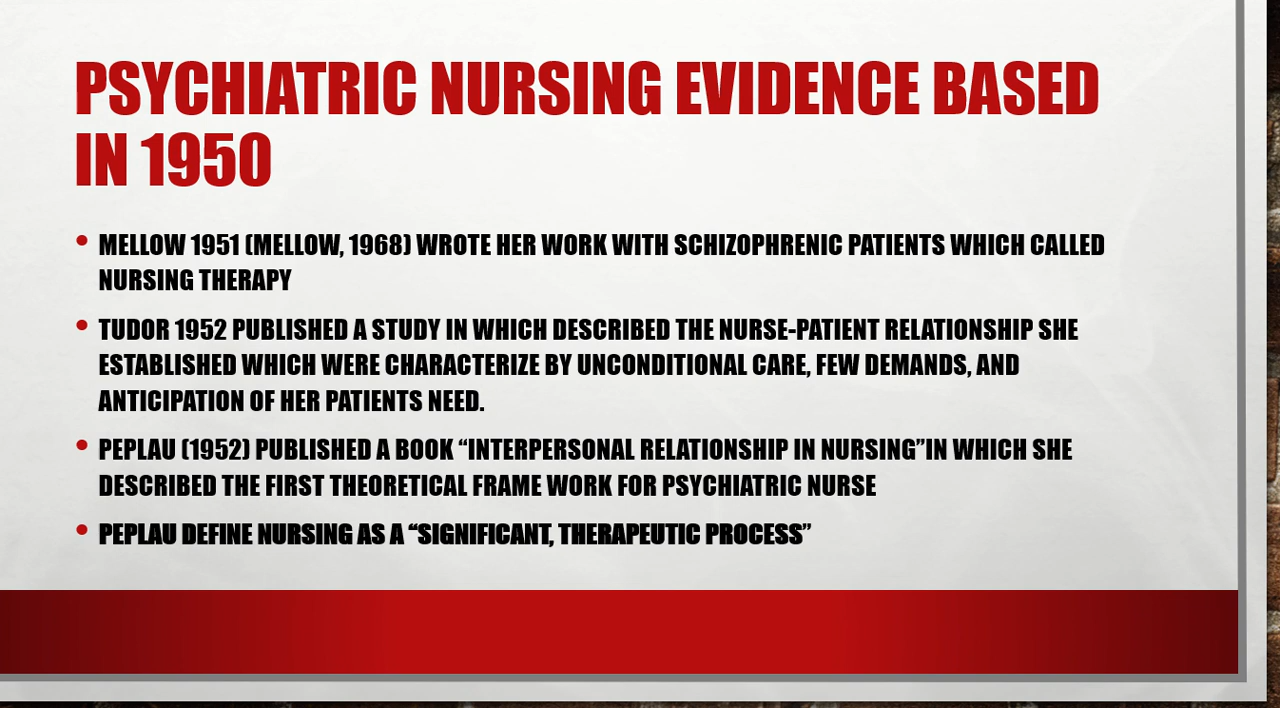 PSYCHIATRIC NURSING EVIDENCE BASED
IN 1950
• MELLOW 1951 (MELLOW, 1968) WROTE HER WORK WITH SCHIZOPHRENIC PATIENTS WHICH CALLED
NURSING THERAPY
• TUDOR 1952 PUBLISHED A STUDY IN WHICH DESCRIBED THE NURSE-PATIENT RELATIONSHIP SHE
ESTABLISHED WHICH WERE CHARACTERIZE BY UNCONDITIONAL CARE, FEW DEMANDS, AND
ANTICIPATION OF HER PATIENTS NEED.
• PEPLAU (1952) PUBLISHED A BOOK “INTERPERSONAL RELATIONSHIP IN NURSING”IN WHICH SHE
DESCRIBED THE FIRST THEORETICAL FRAME WORK FOR PSYCHIATRIC NURSE
• PEPLAU DEFINE NURSING AS A “SIGNIFICANT, THERAPEUTIC PROCESS”